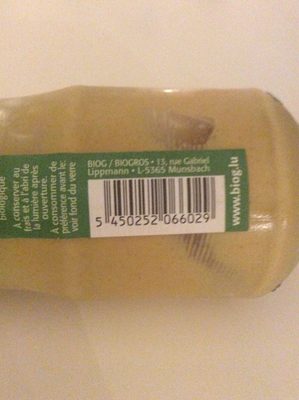 biologique
À conserver au
frais et à l'abri de
la lumière après
ouverture.
À consommer de
préférence avant le:
voir fond du verre
BIOG / BIOGROS • 13, rue Gabriel
Lippmann • L-5365 Munsbach
5 450252 066029
www.biog.lu